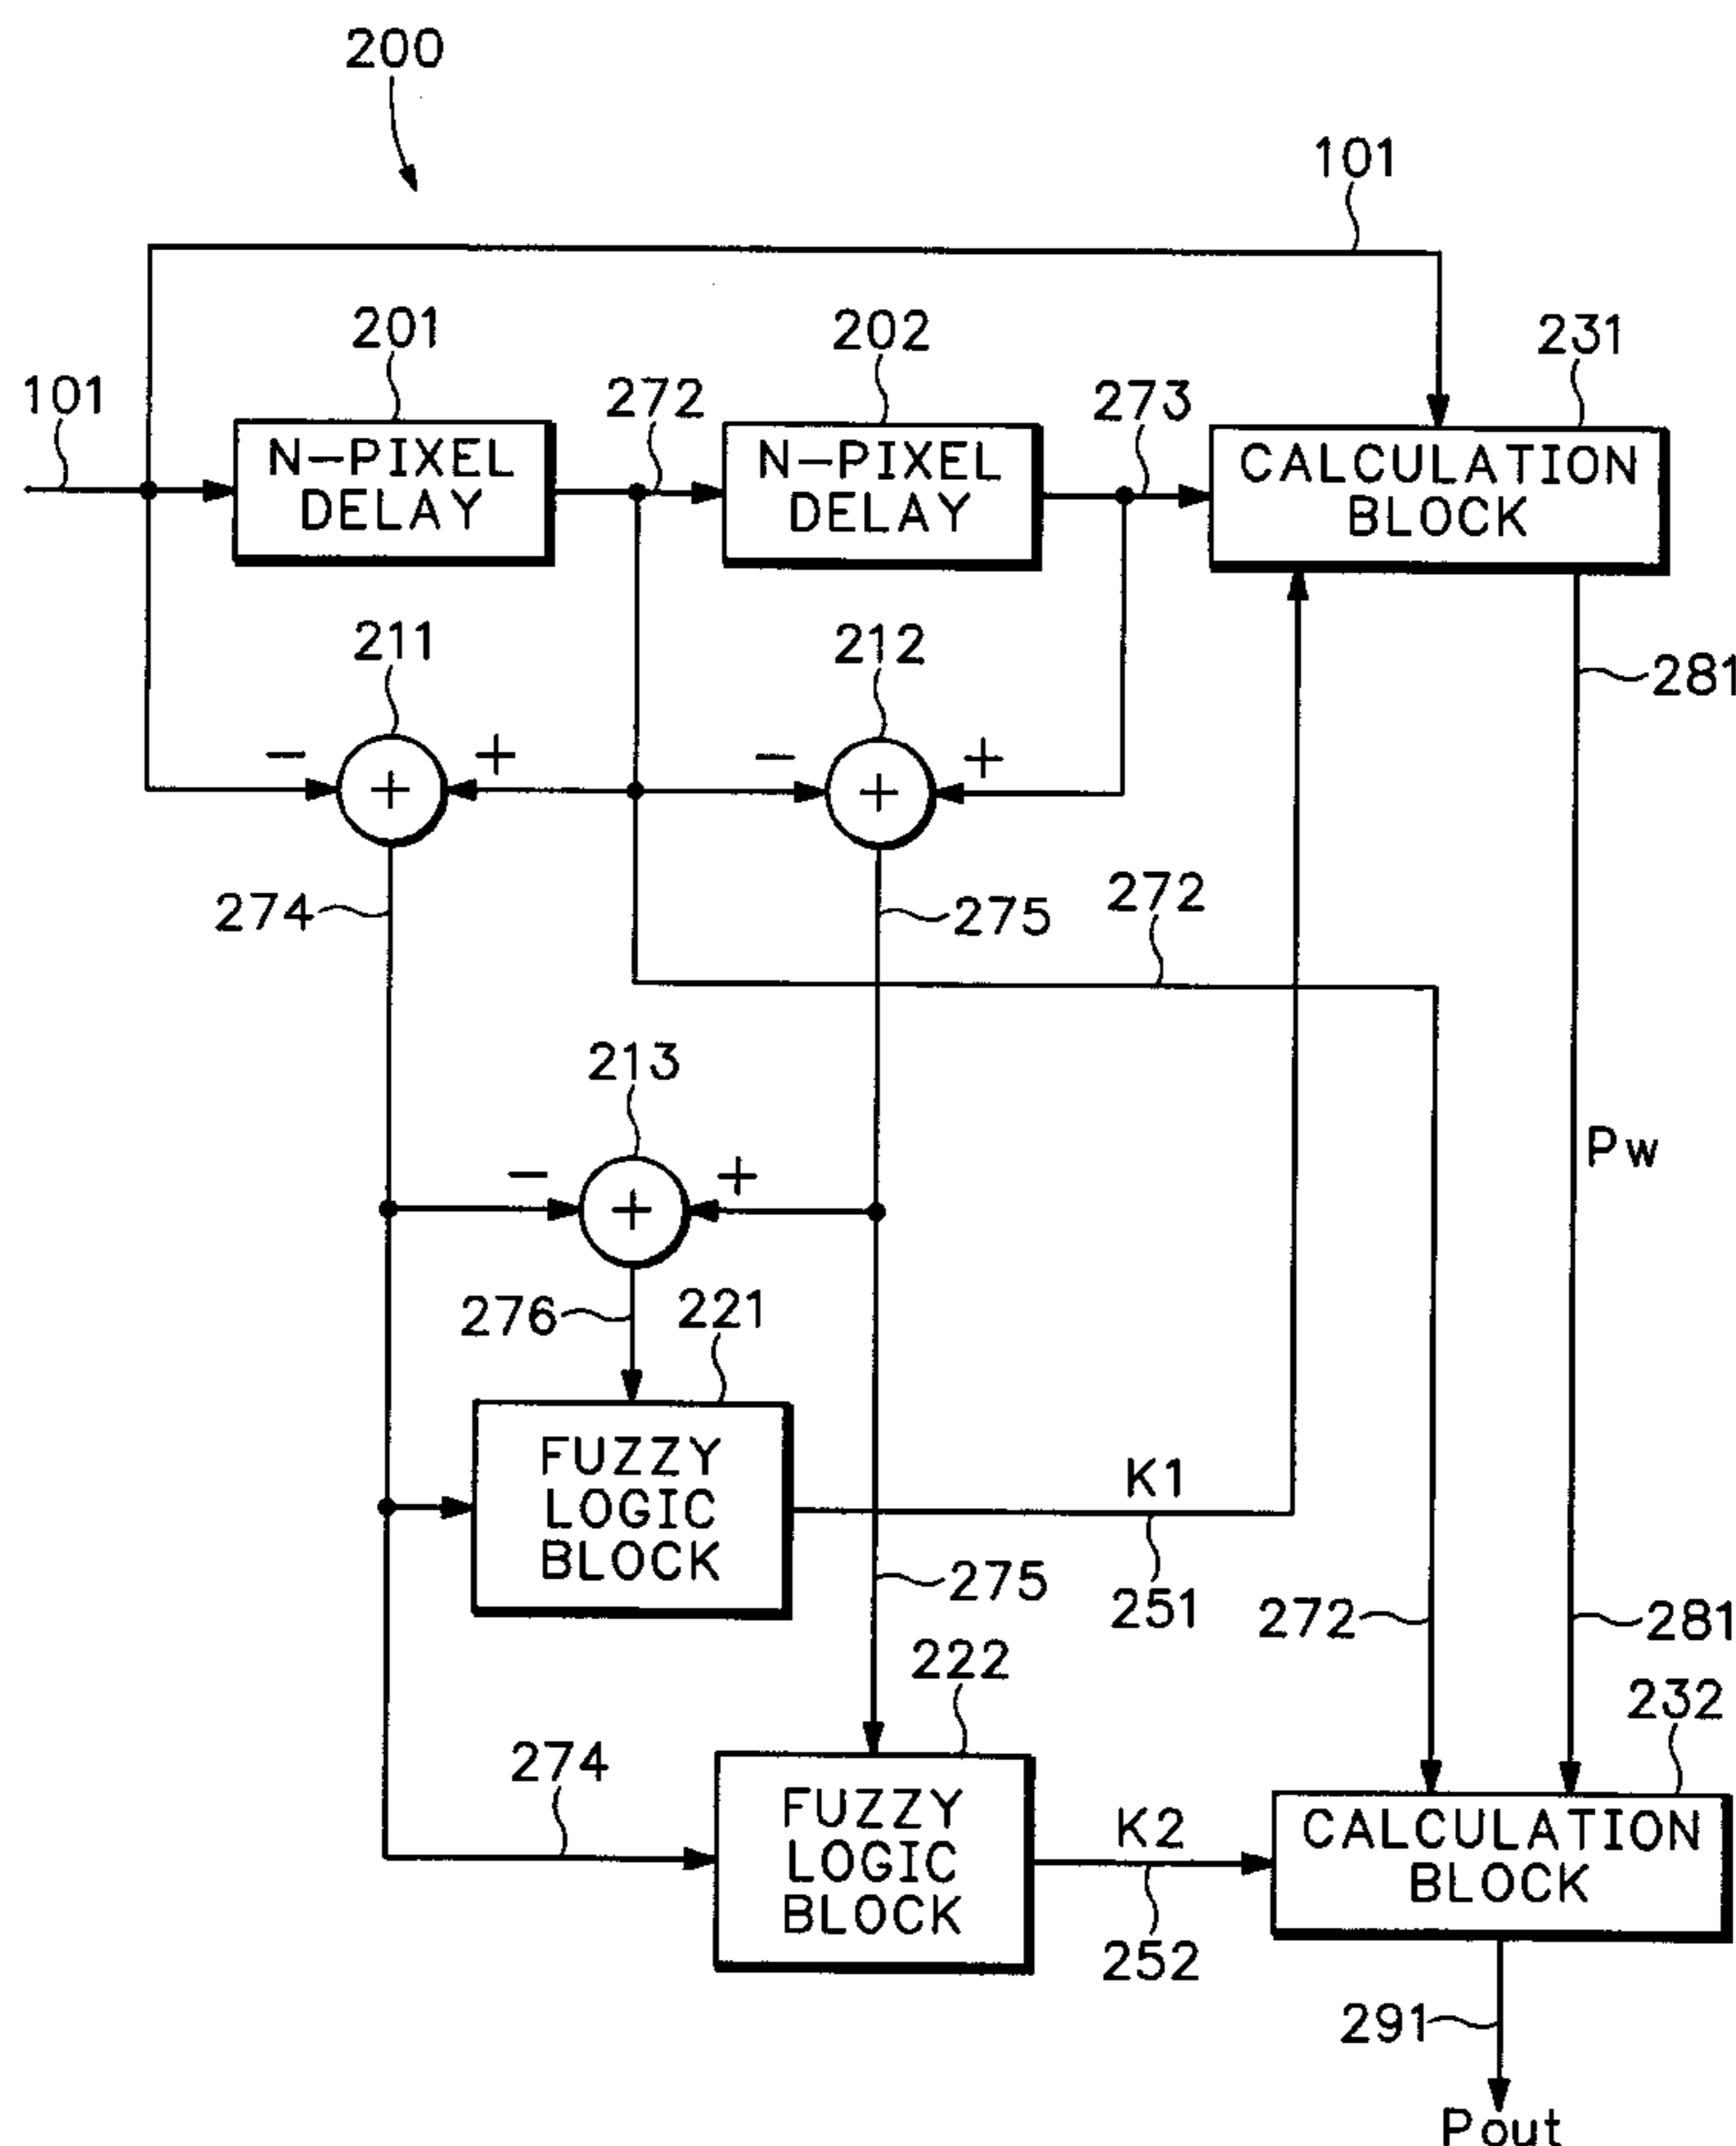 200
101
201
202
231
101
272
273
N-PIXEL
DELAY
N-PIXEL
DELAY
CALCULATION
BLOCK
211
212
281
- + - +
+ +
274
275
272
213
Pw
- +
+
276
221
FUZZY
LOGIC
BLOCK
K1
251
275
272
281
222
232
274
FUZZY
LOGIC
BLOCK
K2
252
CALCULATION
BLOCK
291
Pout